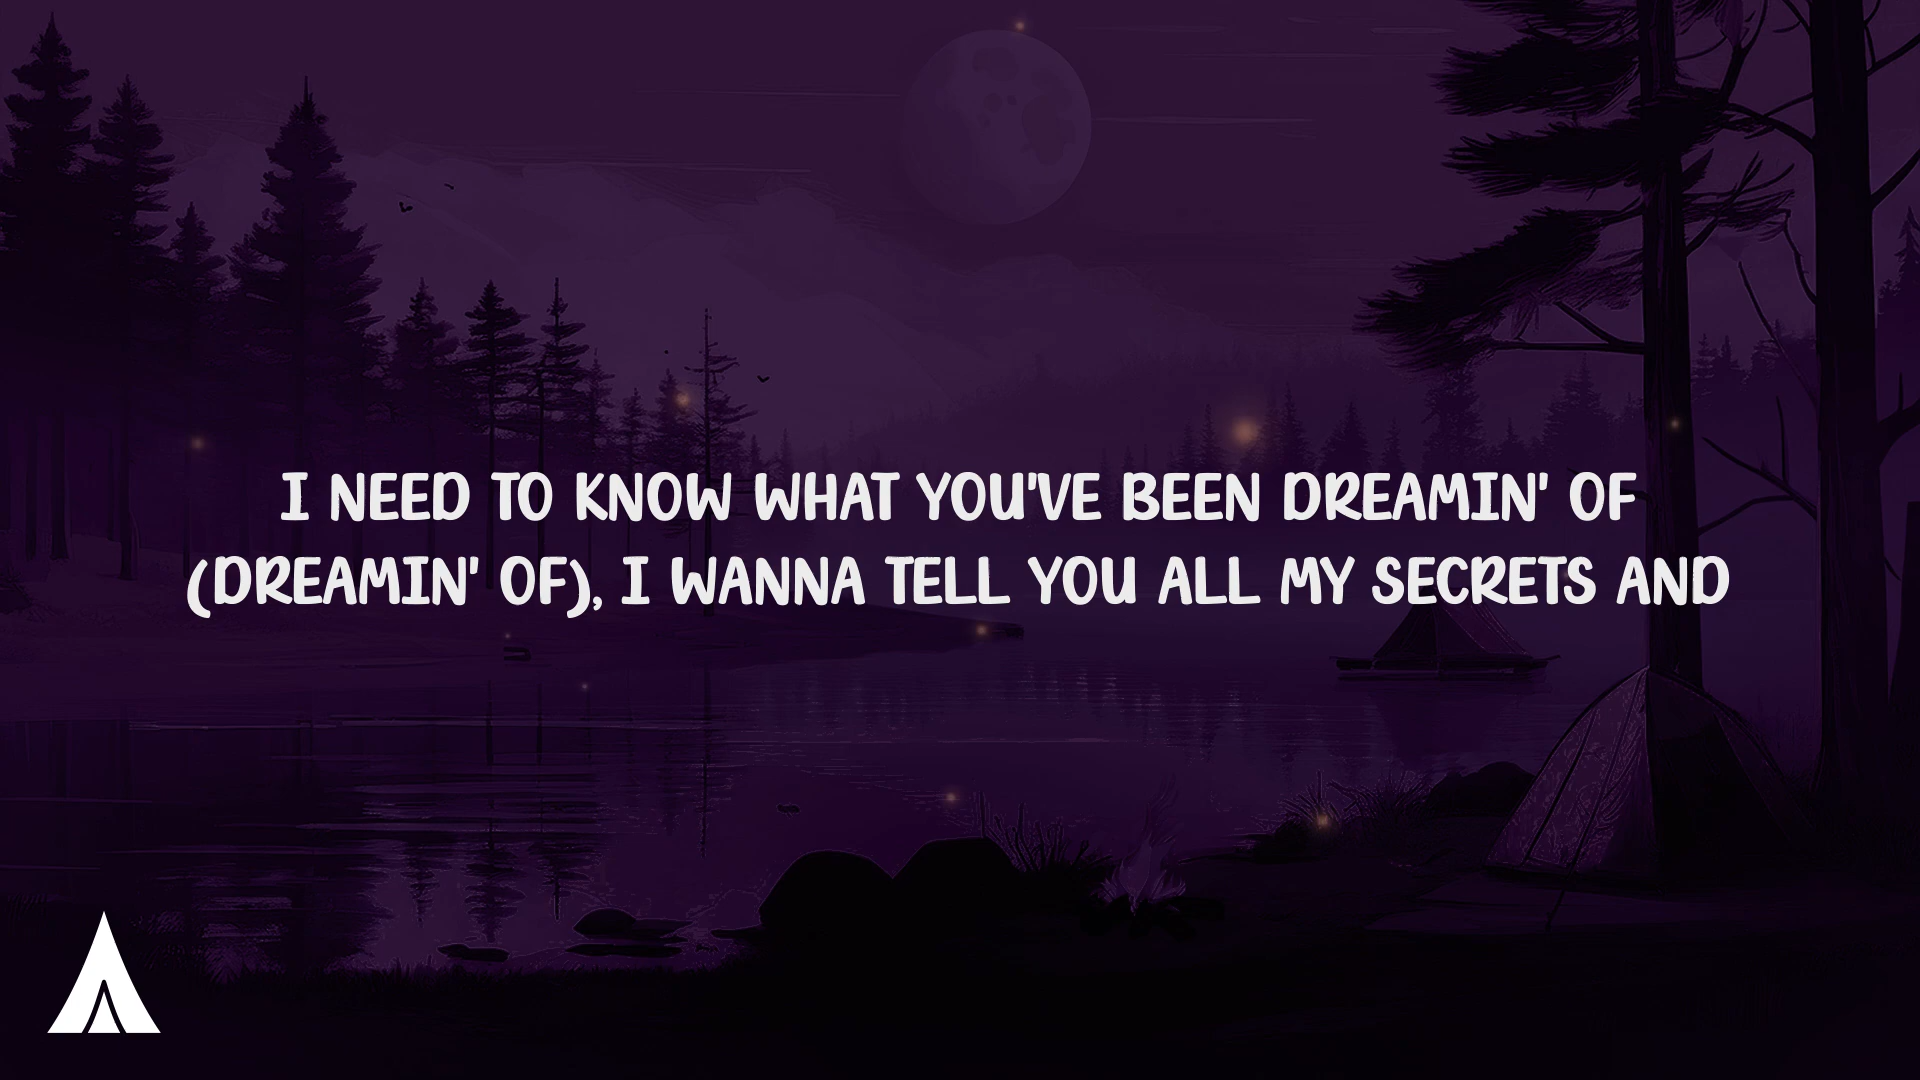 I NEED TO KNOW WHAT YOU'VE BEEN DREAMIN' OF
(DREAMIN' OF), I WANNA TELL YOU ALL MY SECRETS AND